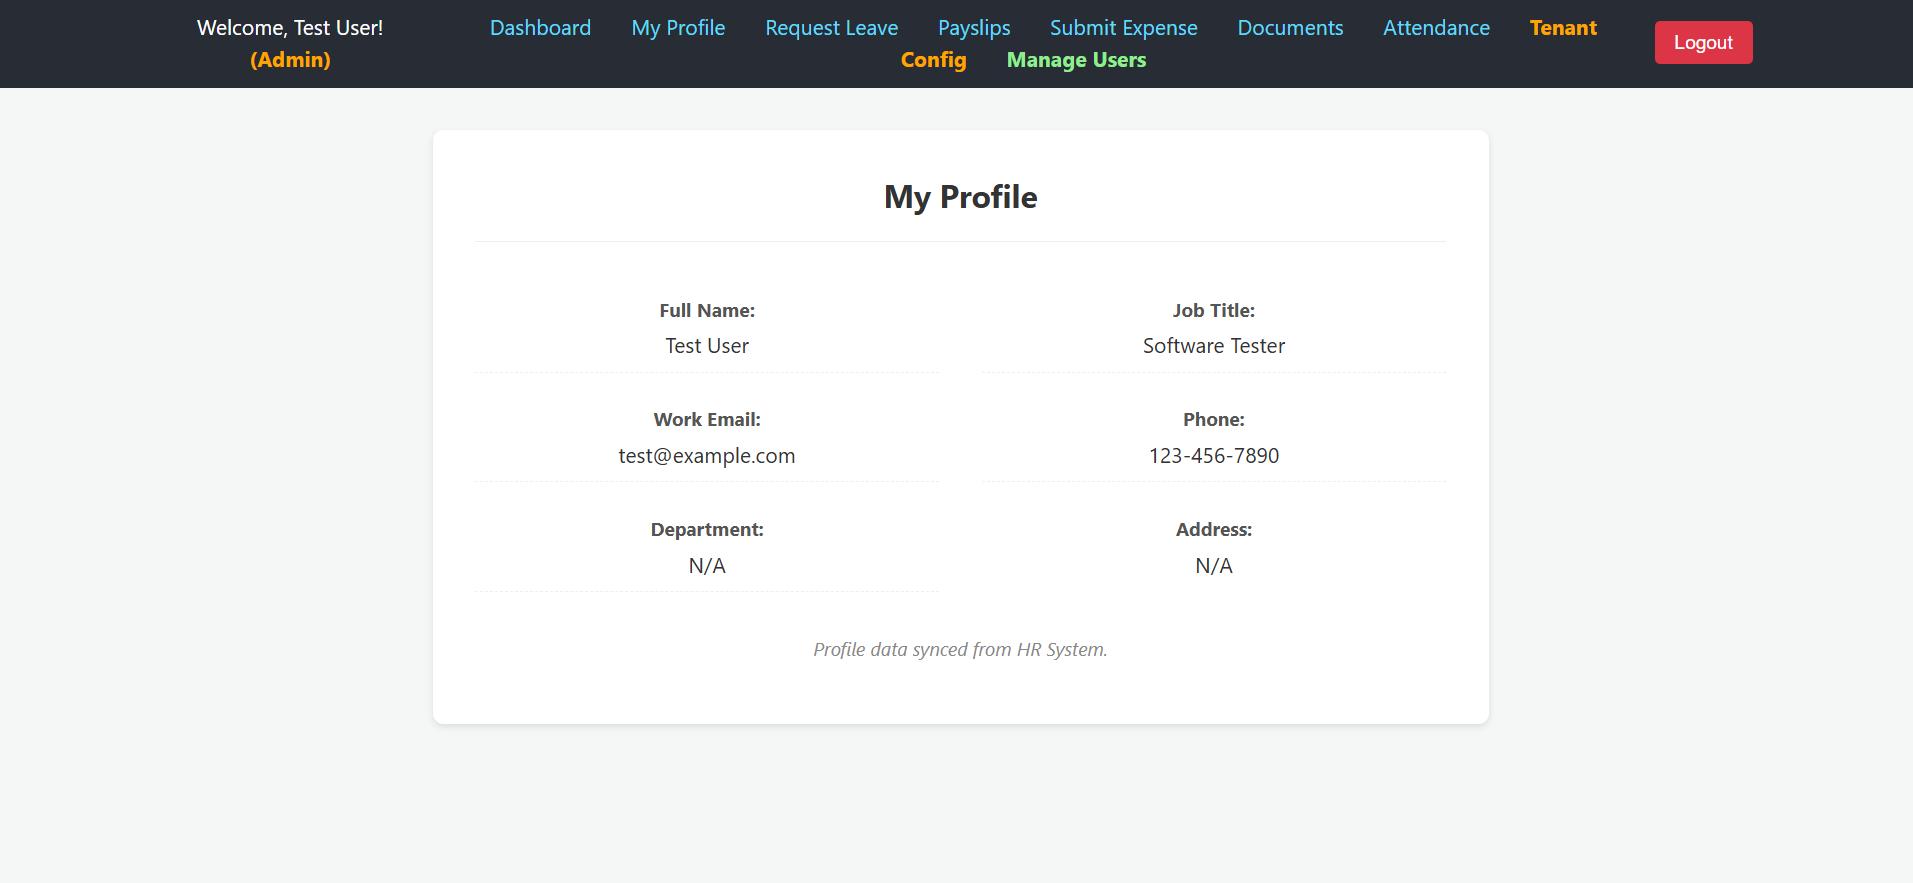 Welcome, Test User!
(Admin)
Dashboard My Profile Request Leave Payslips Submit Expense Documents Attendance Tenant
Config Manage Users
Logout
My Profile
Full Name:
Test User
Job Title:
Software Tester
Work Email:
test@example.com
Phone:
123-456-7890
Department:
N/A
Address:
N/A
Profile data synced from HR System.